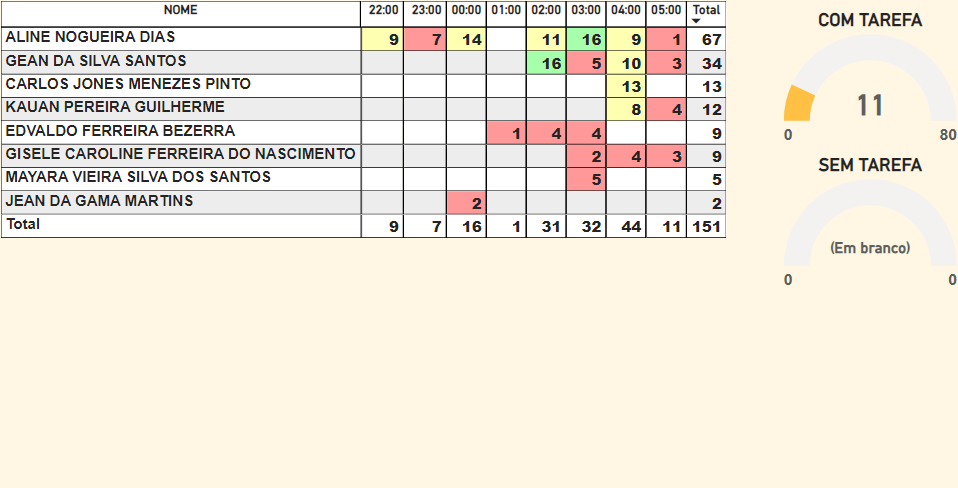 NOME 22:00 23:00 00:00 01:00 02:00 03:00 04:00 05:00 Total
ALINE NOGUEIRA DIAS 9 7 14 11 16 9 1 67
GEAN DA SILVA SANTOS 16 5 10 3 34
CARLOS JONES MENEZES PINTO 13 13
KAUAN PEREIRA GUILHERME 8 4 12
EDVALDO FERREIRA BEZERRA 1 4 4 9
GISELE CAROLINE FERREIRA DO NASCIMENTO 2 4 3 9
MAYARA VIEIRA SILVA DOS SANTOS 5 5
JEAN DA GAMA MARTINS 2 2
Total 9 7 16 1 31 32 44 11 151
COM TAREFA
11
0 80
SEM TAREFA
(Em branco)
0 0